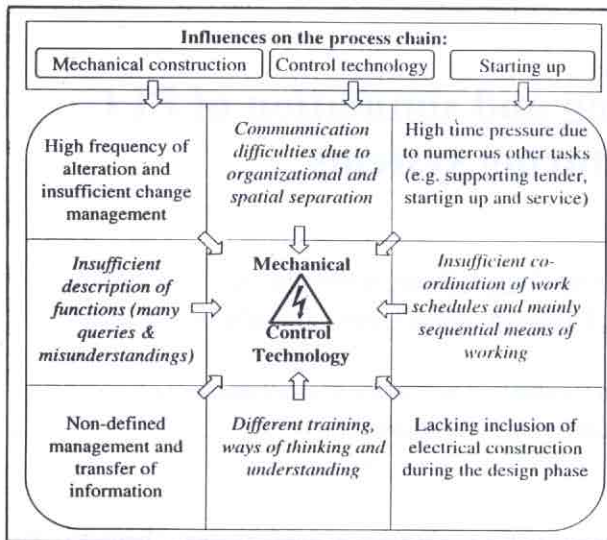 Influences on the process chain:
Mechanical construction
Control technology
Starting up
High frequency of
alteration and
insufficient change
management
Communnication
difficulties due to
organizational and
spatial separation
High time pressure due
to numerous other tasks
(e.g. supporting tender,
startign up and service)
Insufficient
description of
functions (many
queries &
misunderstandings)
Mechanical
Control
Technology
Insufficient co-
ordination of work
schedules and mainly
sequential means of
working
Non-defined
management and
transfer of
information
Different training,
ways of thinking and
understanding
Lacking inclusion of
electrical construction
during the design phase